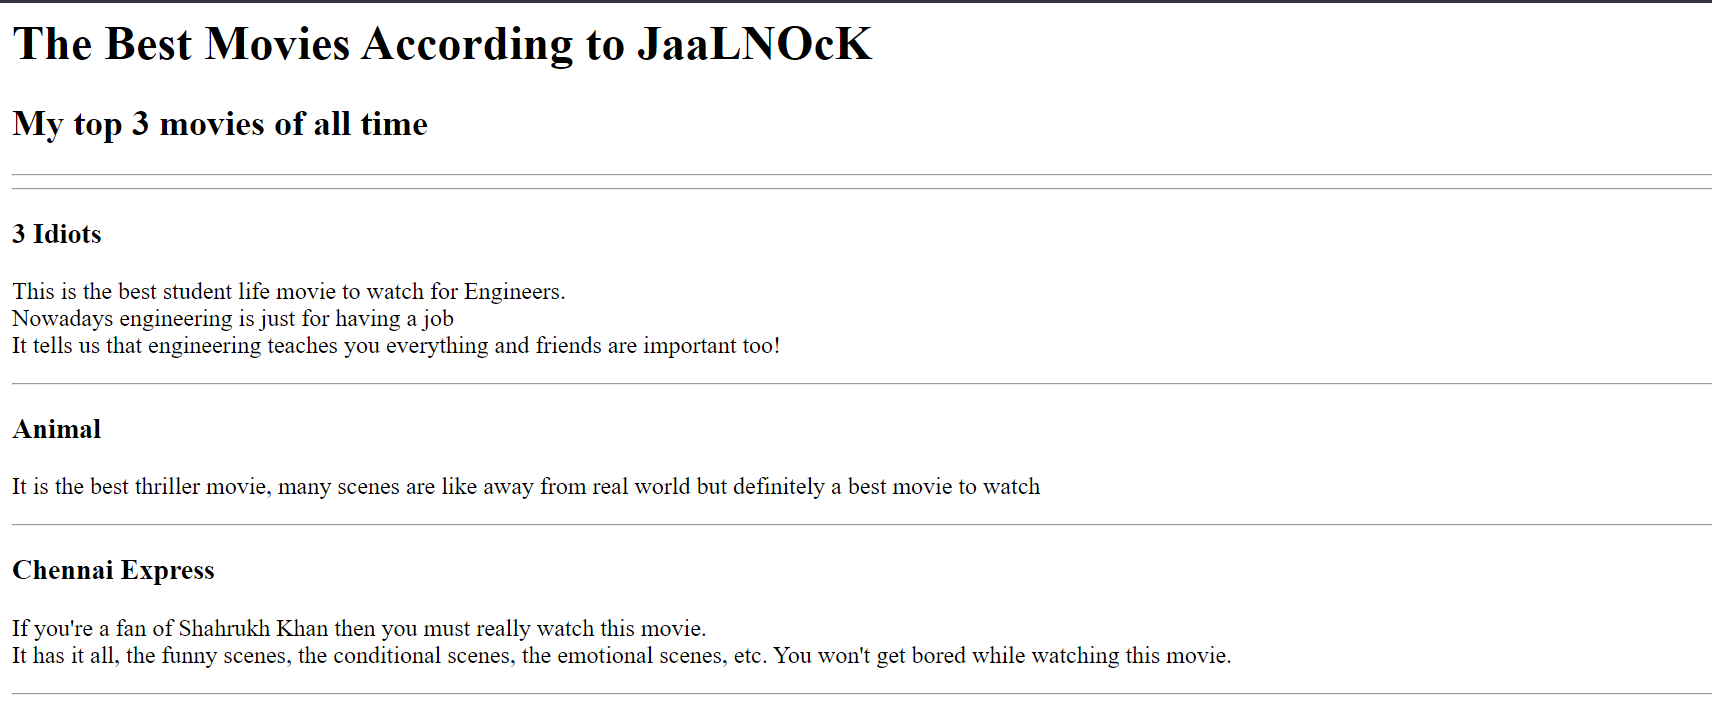 The Best Movies According to JaaLNOcK
My top 3 movies of all time
3 Idiots
This is the best student life movie to watch for Engineers.
Nowadays engineering is just for having a job
It tells us that engineering teaches you everything and friends are important too!
Animal
It is the best thriller movie, many scenes are like away from real world but definitely a best movie to watch
Chennai Express
If you're a fan of Shahrukh Khan then you must really watch this movie.
It has it all, the funny scenes, the conditional scenes, the emotional scenes, etc. You won't get bored while watching this movie.